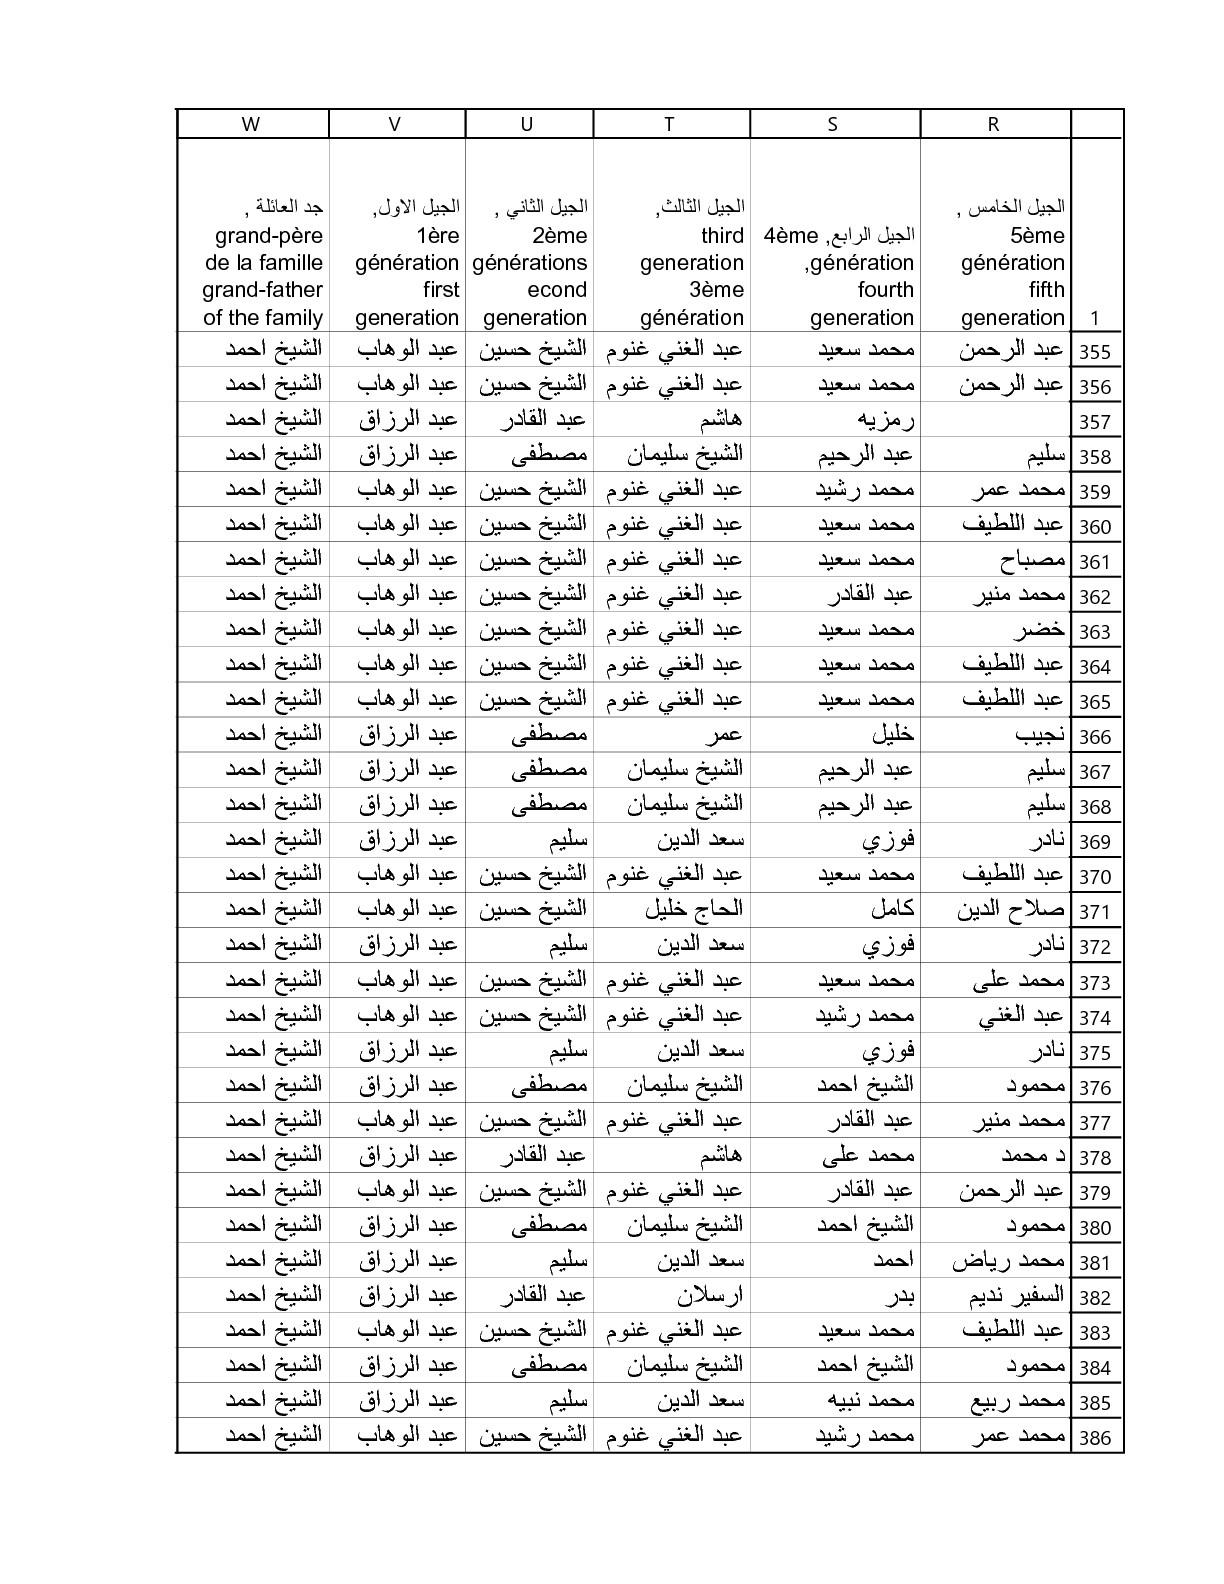 R S T U V W
الجيل الخامس , 5ème génération fifth generation
الجيل الرابع, 4ème génération, fourth generation
الجيل الثالث, third generation 3ème génération
الجيل الثاني , 2ème générations econd generation
الجيل الاول, 1ère génération first generation
جد العائلة , grand-père de la famille grand-father of the family
1
355 عبد الرحمن محمد سعيد عبد الغني غنوم الشيخ حسين عبد الوهاب الشيخ احمد
356 عبد الرحمن محمد سعيد عبد الغني غنوم الشيخ حسين عبد الوهاب الشيخ احمد
357 رمزيه هاشم عبد القادر عبد الرزاق الشيخ احمد
358 سليم عبد الرحيم الشيخ سليمان مصطفى عبد الرزاق الشيخ احمد
359 محمد عمر محمد رشيد عبد الغني غنوم الشيخ حسين عبد الوهاب الشيخ احمد
360 عبد اللطيف محمد سعيد عبد الغني غنوم الشيخ حسين عبد الوهاب الشيخ احمد
361 مصباح محمد سعيد عبد الغني غنوم الشيخ حسين عبد الوهاب الشيخ احمد
362 محمد منير عبد القادر عبد الغني غنوم الشيخ حسين عبد الوهاب الشيخ احمد
363 خضر محمد سعيد عبد الغني غنوم الشيخ حسين عبد الوهاب الشيخ احمد
364 عبد اللطيف محمد سعيد عبد الغني غنوم الشيخ حسين عبد الوهاب الشيخ احمد
365 عبد اللطيف محمد سعيد عبد الغني غنوم الشيخ حسين عبد الوهاب الشيخ احمد
366 نجيب خليل عمر مصطفى عبد الرزاق الشيخ احمد
367 سليم عبد الرحيم الشيخ سليمان مصطفى عبد الرزاق الشيخ احمد
368 سليم عبد الرحيم الشيخ سليمان مصطفى عبد الرزاق الشيخ احمد
369 نادر فوزي سعد الدين سليم عبد الرزاق الشيخ احمد
370 عبد اللطيف محمد سعيد عبد الغني غنوم الشيخ حسين عبد الوهاب الشيخ احمد
371 صلاح الدين كامل الحاج خليل الشيخ حسين عبد الوهاب الشيخ احمد
372 نادر فوزي سعد الدين سليم عبد الرزاق الشيخ احمد
373 محمد على محمد سعيد عبد الغني غنوم الشيخ حسين عبد الوهاب الشيخ احمد
374 عبد الغني محمد رشيد عبد الغني غنوم الشيخ حسين عبد الوهاب الشيخ احمد
375 نادر فوزي سعد الدين سليم عبد الرزاق الشيخ احمد
376 محمود الشيخ احمد الشيخ سليمان مصطفى عبد الرزاق الشيخ احمد
377 محمد منير عبد القادر عبد الغني غنوم الشيخ حسين عبد الوهاب الشيخ احمد
378 د محمد محمد على هاشم عبد القادر عبد الرزاق الشيخ احمد
379 عبد الرحمن عبد القادر عبد الغني غنوم الشيخ حسين عبد الوهاب الشيخ احمد
380 محمود الشيخ احمد الشيخ سليمان مصطفى عبد الرزاق الشيخ احمد
381 محمد رياض احمد سعد الدين سليم عبد الرزاق الشيخ احمد
382 السفير نديم بدر ارسلان عبد القادر عبد الرزاق الشيخ احمد
383 عبد اللطيف محمد سعيد عبد الغني غنوم الشيخ حسين عبد الوهاب الشيخ احمد
384 محمود الشيخ احمد الشيخ سليمان مصطفى عبد الرزاق الشيخ احمد
385 محمد ربيع محمد نبيه سعد الدين سليم عبد الرزاق الشيخ احمد
386 محمد عمر محمد رشيد عبد الغني غنوم الشيخ حسين عبد الوهاب الشيخ احمد